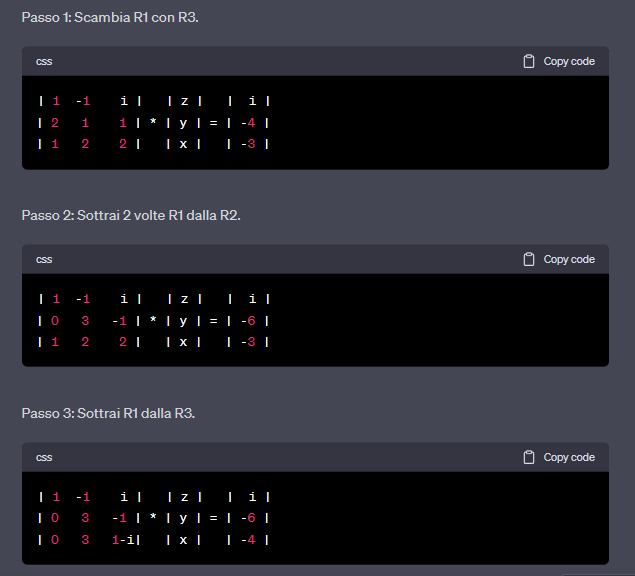 Passo 1: Scambia R1 con R3.
css Copy code
| 1 -1 i | | z | | i |
| 2 1 1 | * | y | = | -4 |
| 1 2 2 | | x | | -3 |
Passo 2: Sottrai 2 volte R1 dalla R2.
css Copy code
| 1 -1 i | | z | | i |
| 0 3 -1 | * | y | = | -6 |
| 1 2 2 | | x | | -3 |
Passo 3: Sottrai R1 dalla R3.
css Copy code
| 1 -1 i | | z | | i |
| 0 3 -1 | * | y | = | -6 |
| 0 3 1-i| | x | | -4 |